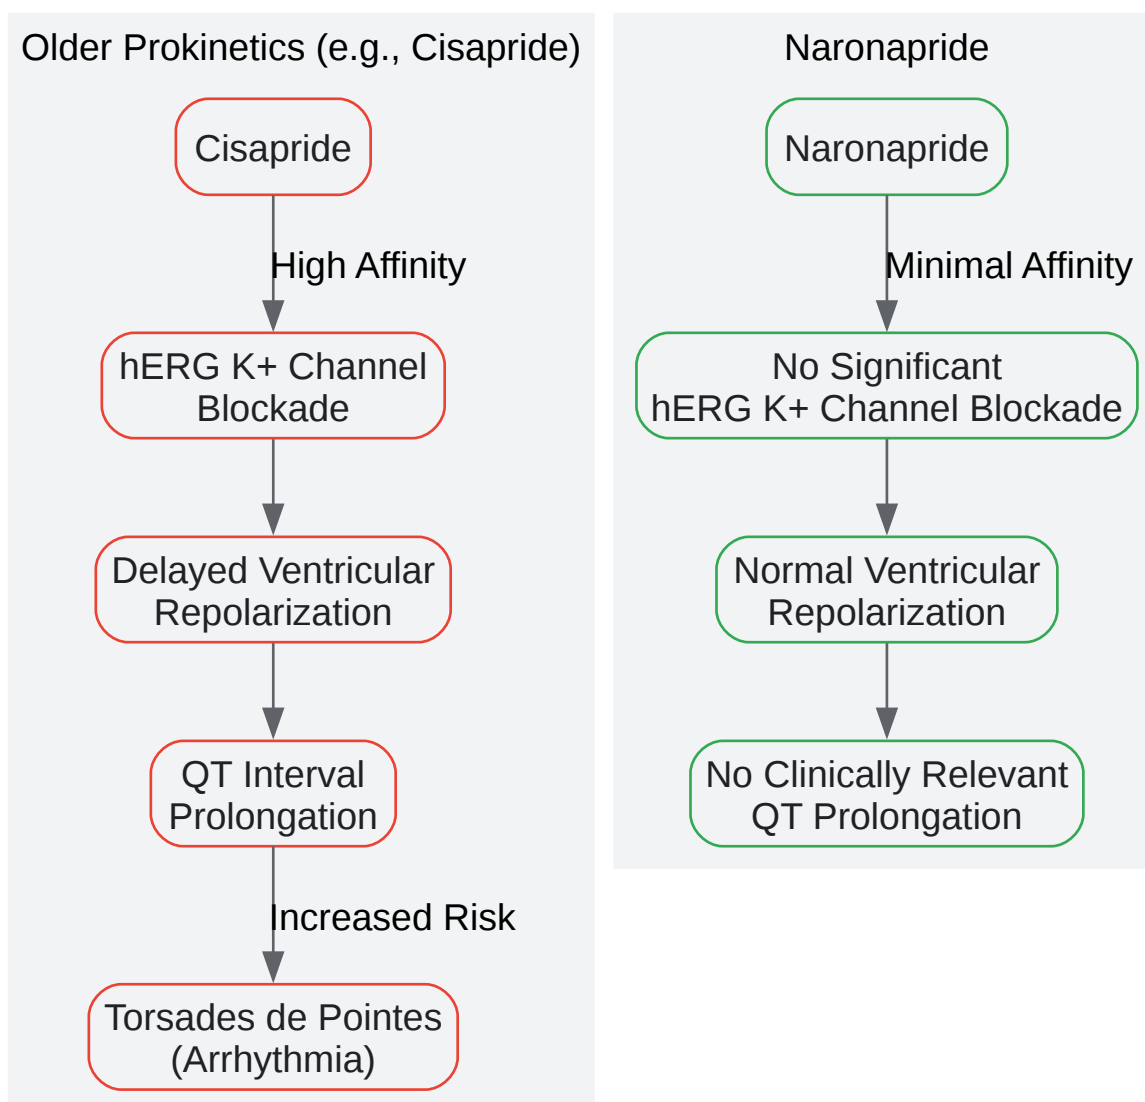 Older Prokinetics (e.g., Cisapride)
Cisapride
High Affinity
hERG K+ Channel
Blockade
Delayed Ventricular
Repolarization
QT Interval
Prolongation
Increased Risk
Torsades de Pointes
(Arrhythmia)
Naronapride
Naronapride
Minimal Affinity
No Significant
hERG K+ Channel Blockade
Normal Ventricular
Repolarization
No Clinically Relevant
QT Prolongation